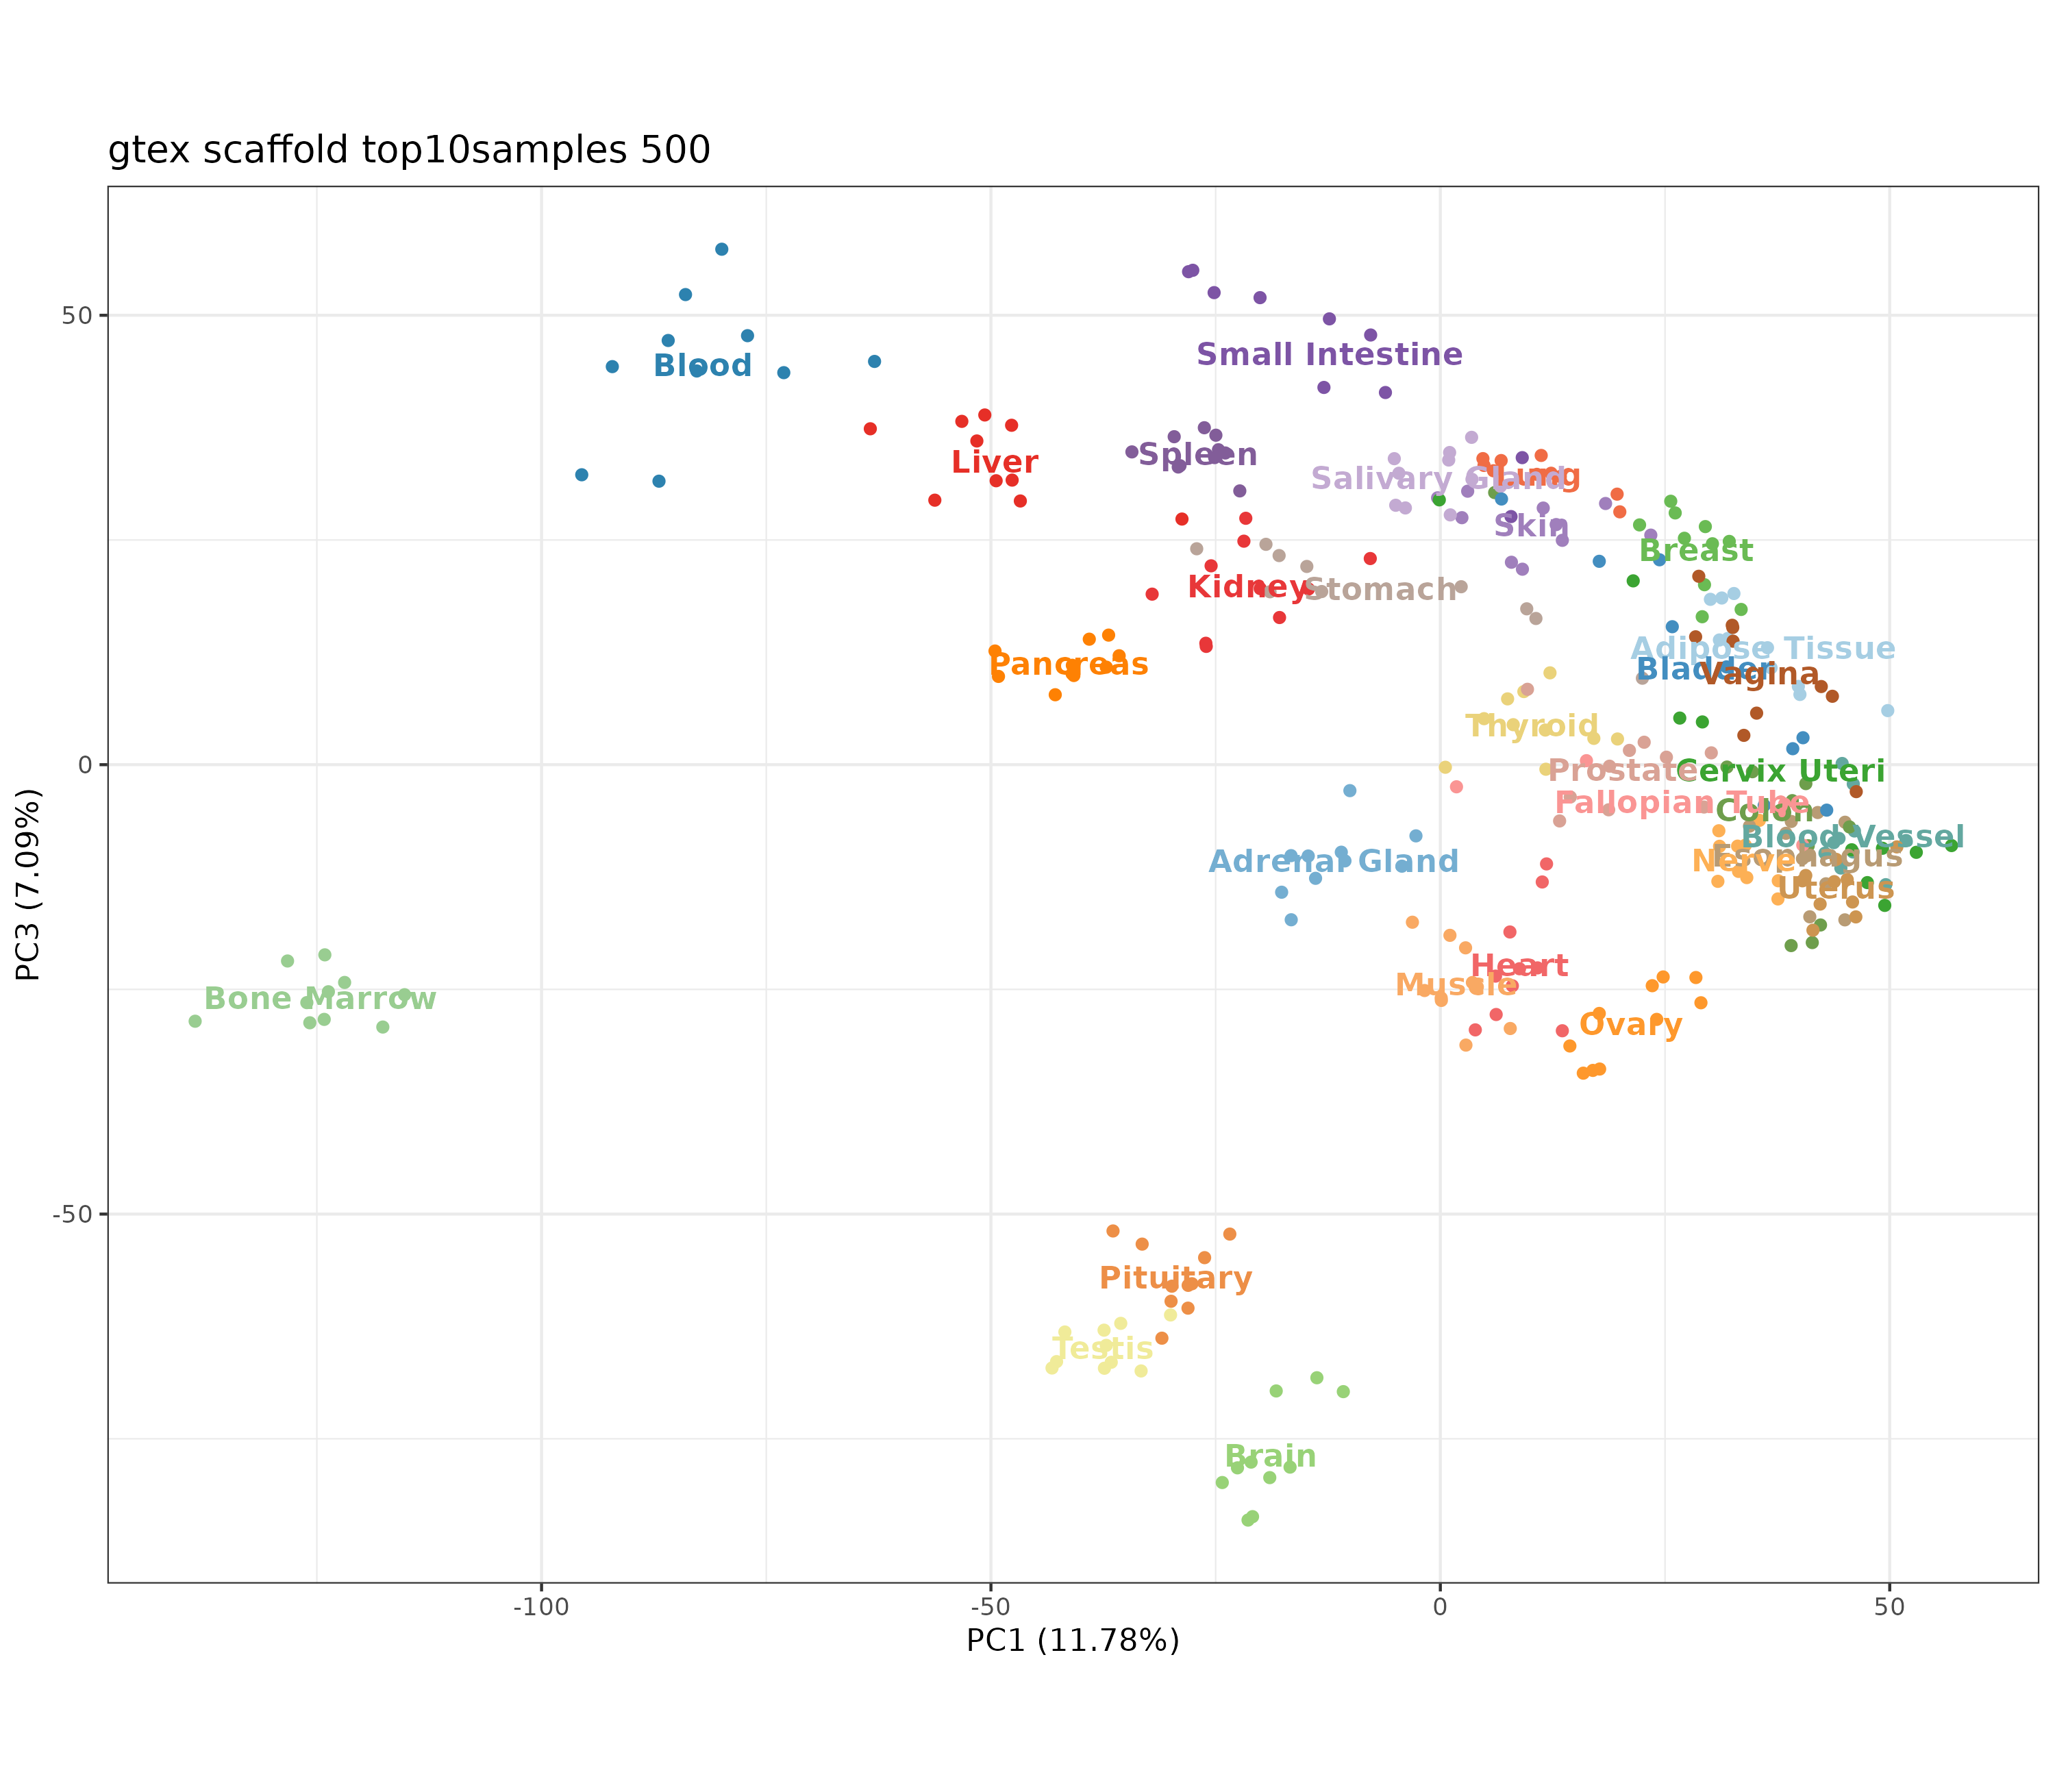 gtex scaffold top10samples 500
50
0
-50
PC3 (7.09%)
Blood
Small Intestine
Liver
Spleen
Salivary Gland
Lung
Skin
Breast
Kidney
Stomach
Pancreas
Adipose Tissue
Bladder
Vagina
Thyroid
Prostate
Cervix Uteri
Fallopian Tube
Colon
Blood Vessel
Adrenal Gland
Nerve
Esophagus
Uterus
Heart
Muscle
Bone Marrow
Ovary
Pituitary
Testis
Brain
-100
-50
0
50
PC1 (11.78%)